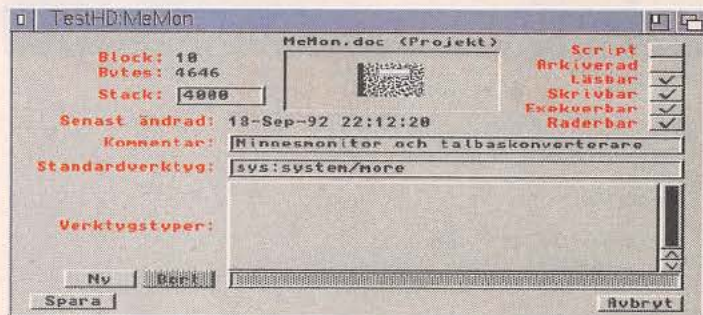 TestHD:MeMon
MeMon.doc (Projekt)
Block: 10
Bytes: 4646
Stack: 4000
Script
Arkiverad
Läsbar
Skrivbar
Exekverbar
Raderbar
Senast ändrad: 18-Sep-92 22:12:20
Kommentar: Minnesmonitor och talbaskonverterare
Standardverktyg: sys:system/more
Verktygstyper:
Ny Bort
Spara Avbryt